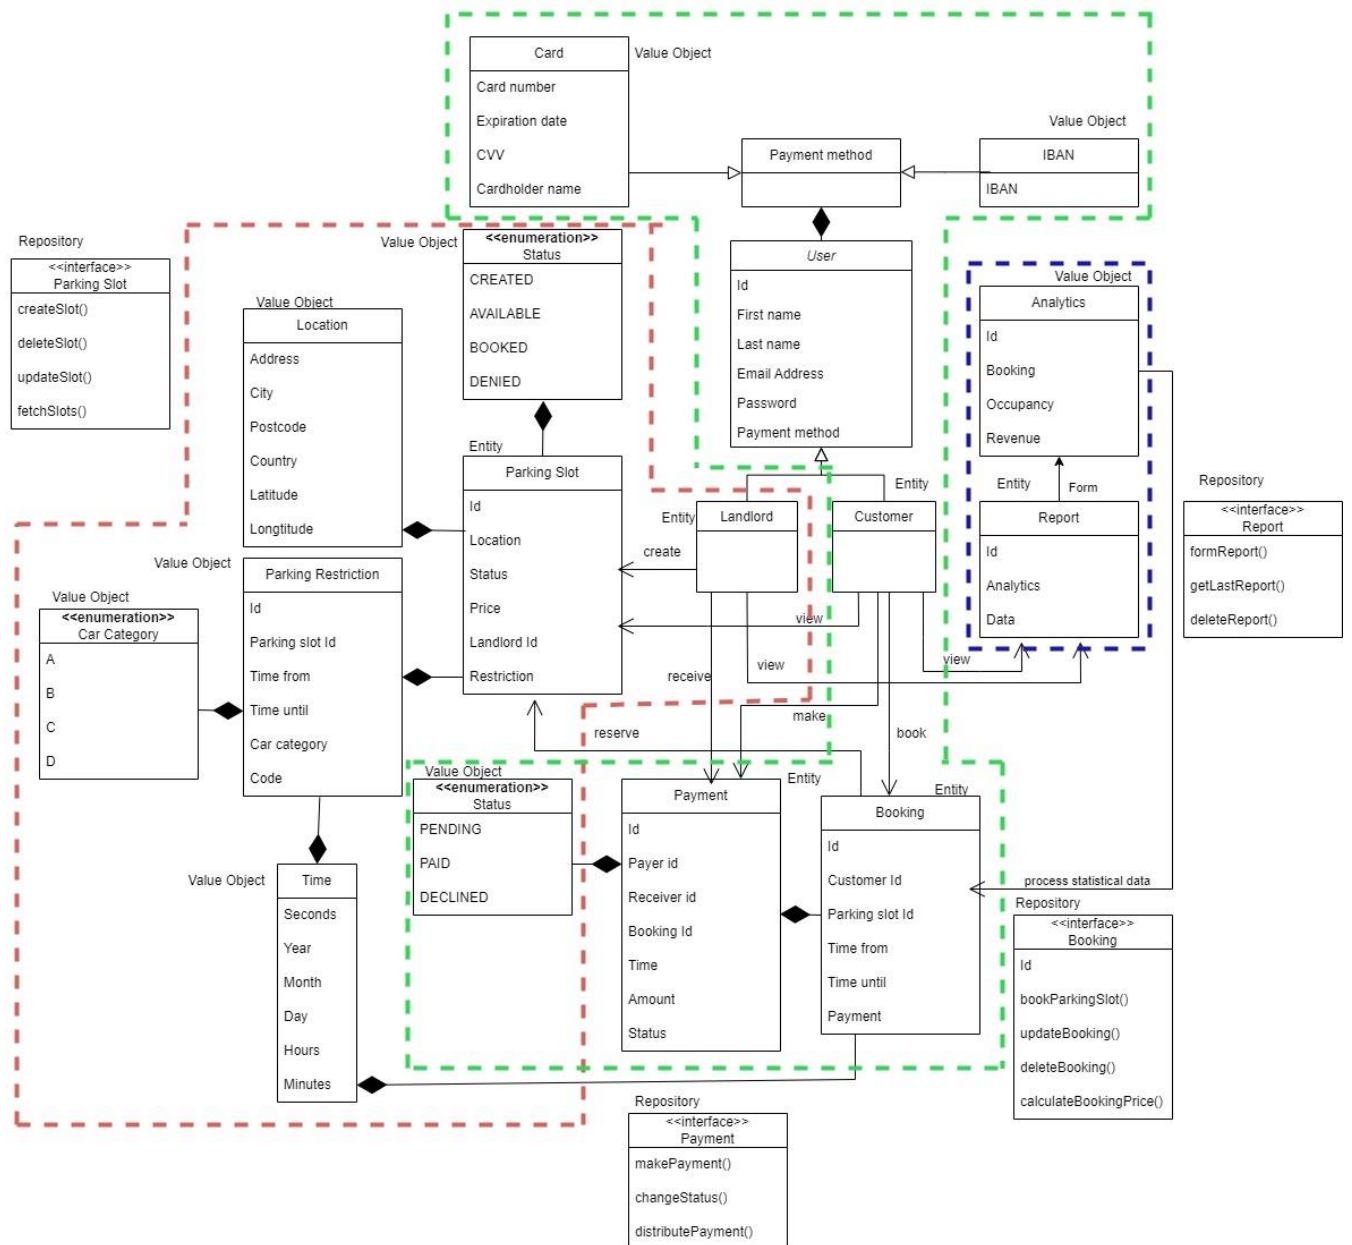 Card
Value Object
Card number
Expiration date
CVV
Cardholder name
Payment method
Value Object
IBAN
IBAN
Repository
<<interface>>
Parking Slot
createSlot()
deleteSlot()
updateSlot()
fetchSlots()
Value Object
<<enumeration>>
Status
CREATED
AVAILABLE
BOOKED
DENIED
User
Id
First name
Last name
Email Address
Password
Payment method
Value Object
Analytics
Id
Booking
Occupancy
Revenue
Value Object
Location
Address
City
Postcode
Country
Latitude
Longtitude
Entity
Parking Slot
Id
Location
Status
Price
Landlord Id
Restriction
Entity
Landlord
Entity
Customer
Entity
Form
Report
Id
Analytics
Data
Repository
<<interface>>
Report
formReport()
getLastReport()
deleteReport()
create
view
view
view
receive
make
book
reserve
Value Object
Parking Restriction
Id
Parking slot Id
Time from
Time until
Car category
Code
Value Object
<<enumeration>>
Car Category
A
B
C
D
Value Object
<<enumeration>>
Status
PENDING
PAID
DECLINED
Entity
Payment
Id
Payer id
Receiver id
Booking Id
Time
Amount
Status
Entity
Booking
Id
Customer Id
Parking slot Id
Time from
Time until
Payment
process statistical data
Value Object
Time
Seconds
Year
Month
Day
Hours
Minutes
Repository
<<interface>>
Booking
Id
bookParkingSlot()
updateBooking()
deleteBooking()
calculateBookingPrice()
Repository
<<interface>>
Payment
makePayment()
changeStatus()
distributePayment()